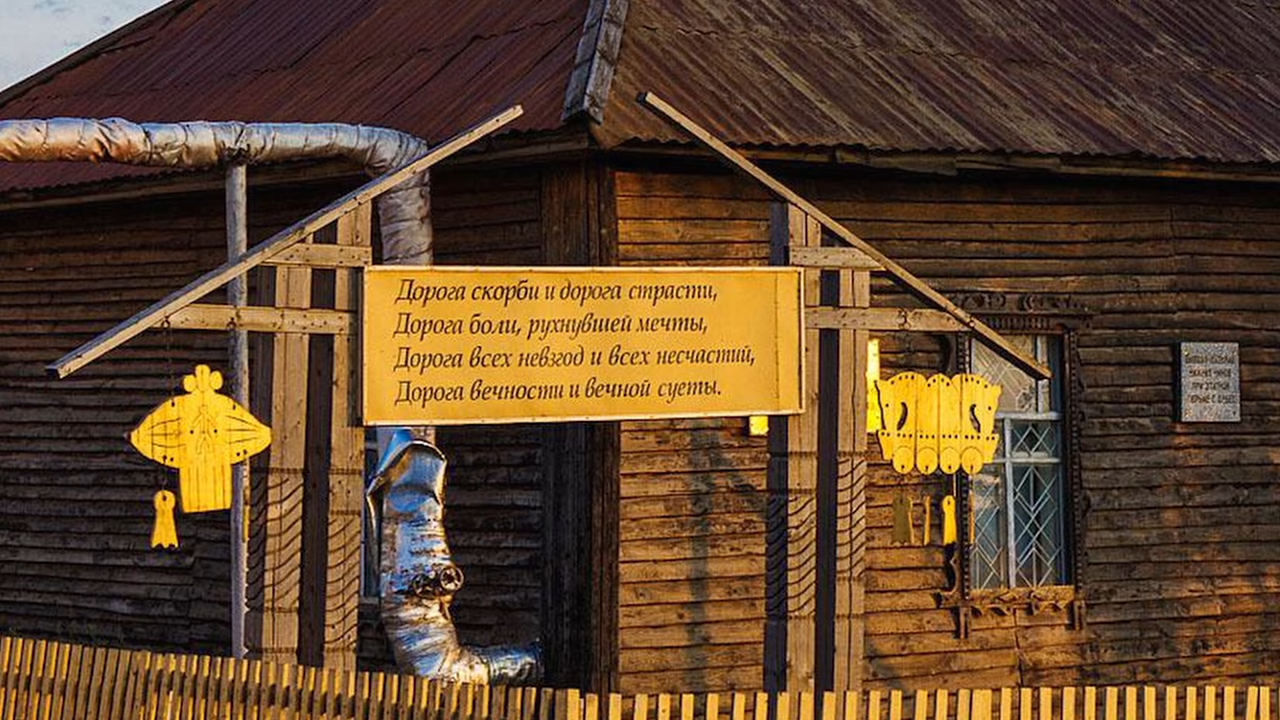 Дорога скорби и дорога страсти,
Дорога боли, рухнувшей мечты,
Дорога всех невзгод и всех несчастий,
Дорога вечности и вечной суеты.